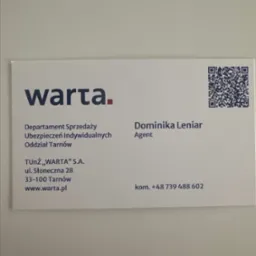 warta.
Departament Sprzedaży
Ubezpieczeń Indywidualnych
Oddział Tarnów
Dominika Leniar
Agent
TUnŻ „WARTA" S.A.
ul. Słoneczna 28
33-100 Tarnów
www.warta.pl
kom. +48 739 488 602